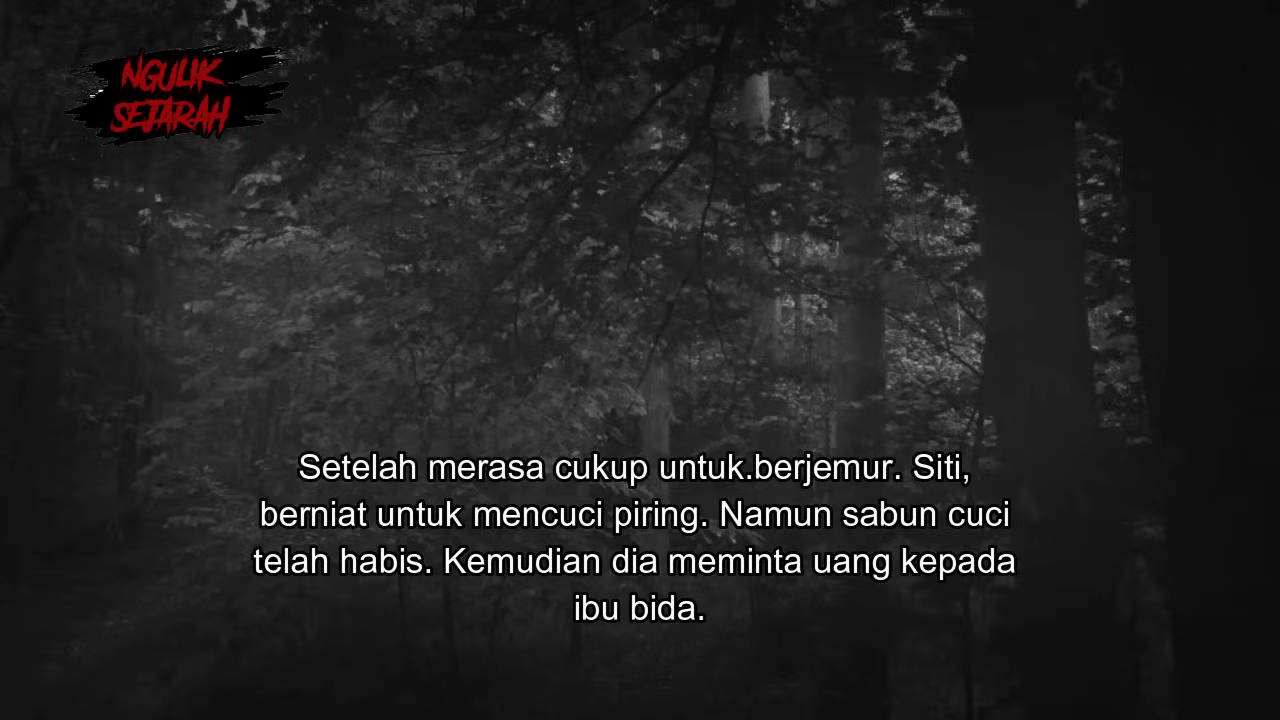 NGULIK
SEJARAH
Setelah merasa cukup untuk.berjemur. Siti,
berniat untuk mencuci piring. Namun sabun cuci
telah habis. Kemudian dia meminta uang kepada
ibu bida.